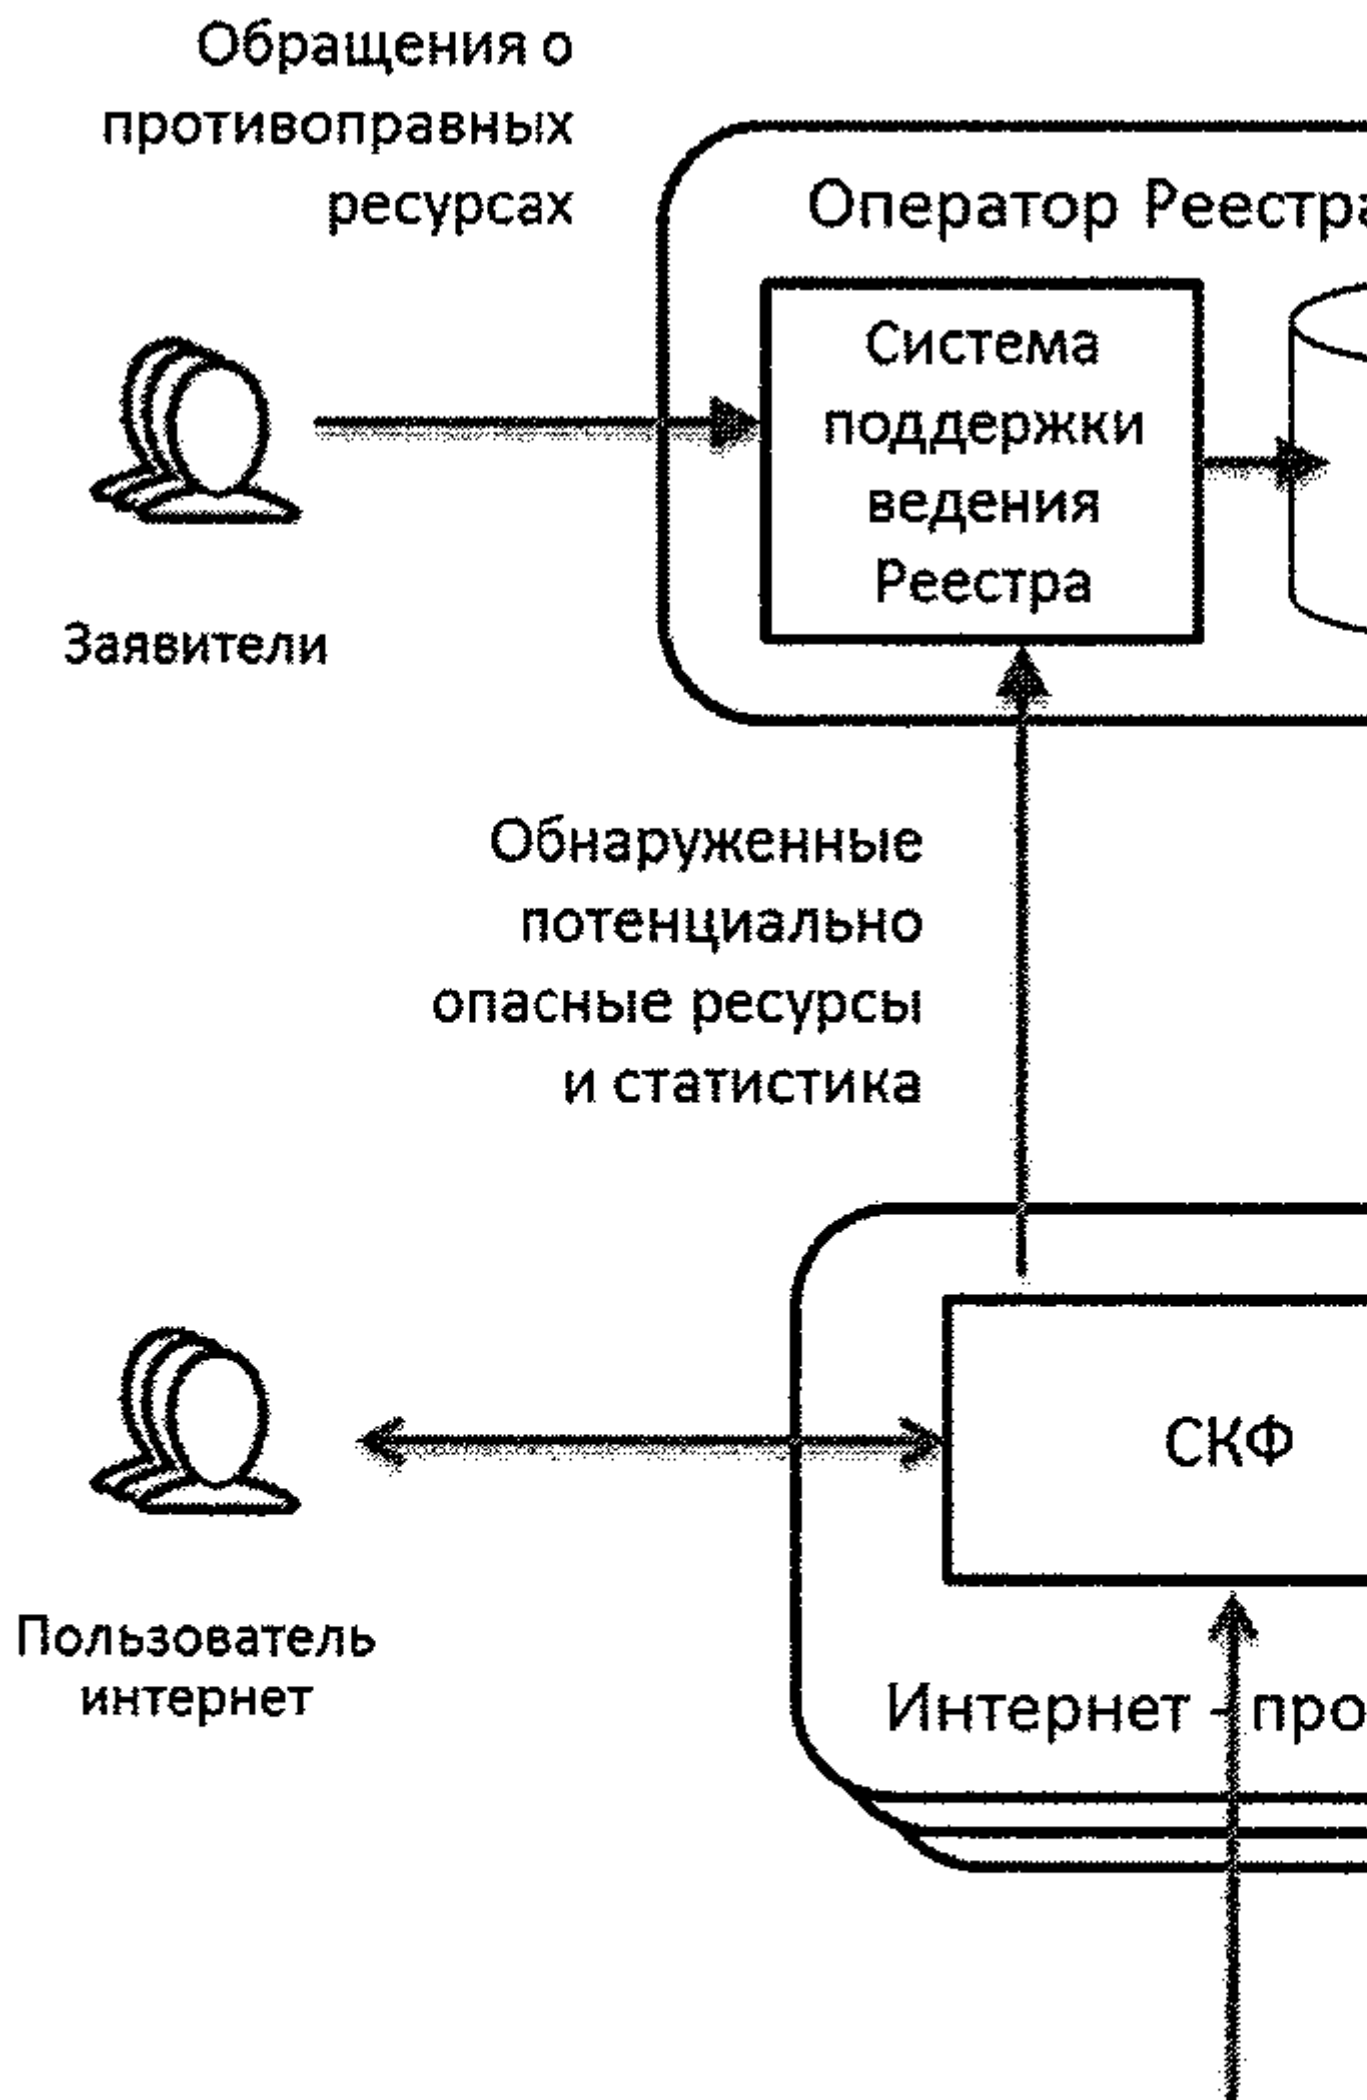 Обращения о
противоправных
ресурсах
Оператор Реестра
Система
поддержки
ведения
Реестра
Заявители
Обнаруженные
потенциально
опасные ресурсы
и статистика
СКФ
Пользователь
интернет
Интернет - про